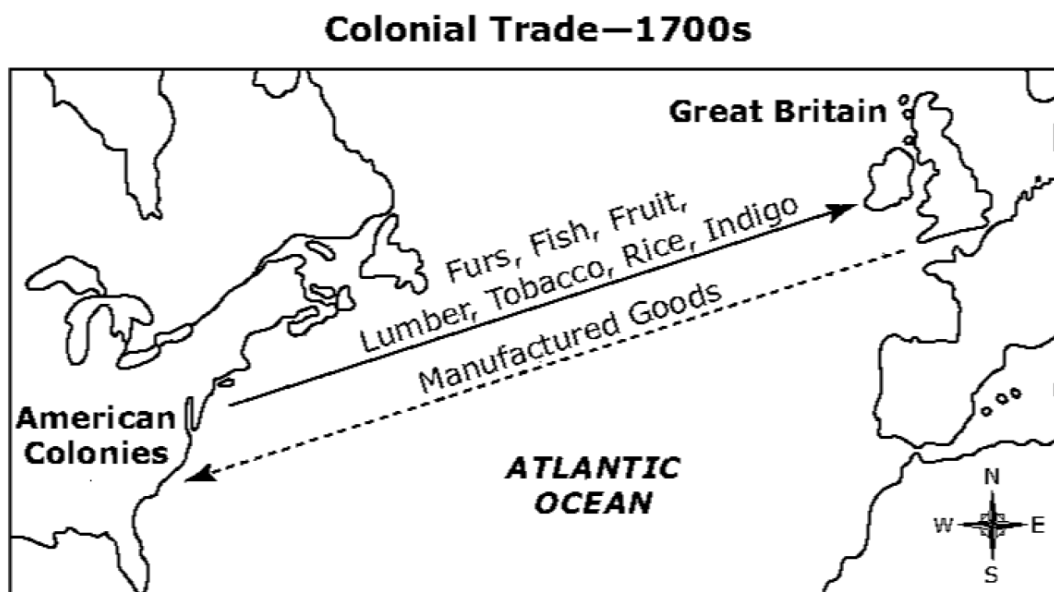 Colonial Trade—1700s
Great Britain
Furs, Fish, Fruit,
Lumber, Tobacco, Rice, Indigo
Manufactured Goods
American
Colonies
ATLANTIC
OCEAN
N
W E
S